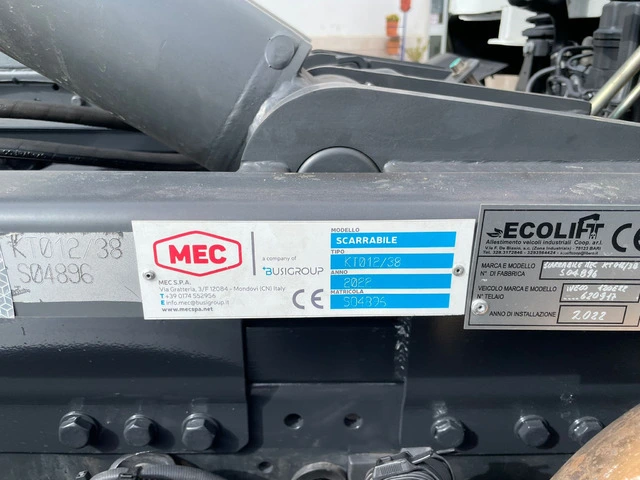 KT012/38
S04896
MEC
a company of
BUSIGROUP
MEC S.P.A.
Via Gratteria, 3/F 12084 - Mondovì (CN) Italy
T +39 0174 552956
E info.mec@busigroup.it
www.mecspa.net
MODELLO
SCARRABILE
TIPO
KT012/38
ANNO
2022
MATRICOLA
S04896
CE
ECOLIFT
Allestimento veicoli industriali Coop. a r.l.
MARCA E MODELLO
N° DI FABBRICA
S04896
VEICOLO MARCA E MODELLO
N° TELAIO
ANNO DI INSTALLAZIONE
2022